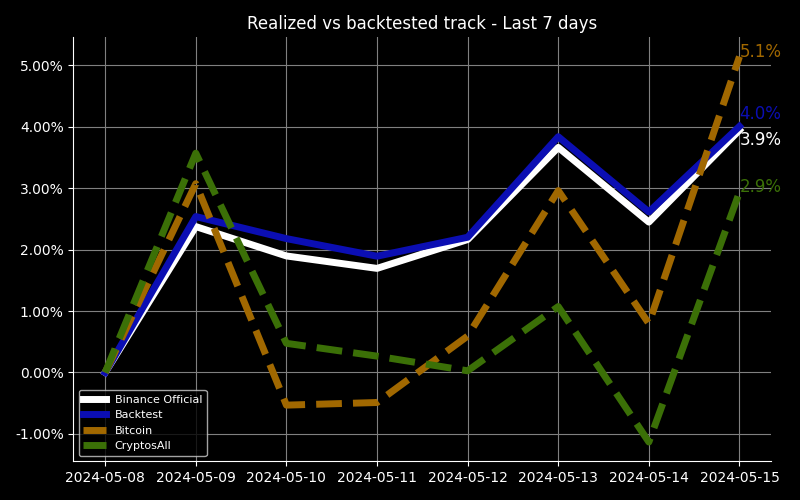 Realized vs backtested track - Last 7 days
5.00%
4.00%
3.00%
2.00%
1.00%
0.00%
-1.00%
5.1%
4.0%
3.9%
2.9%
Binance Official
Backtest
Bitcoin
CryptosAll
2024-05-08 2024-05-09 2024-05-10 2024-05-11 2024-05-12 2024-05-13 2024-05-14 2024-05-15